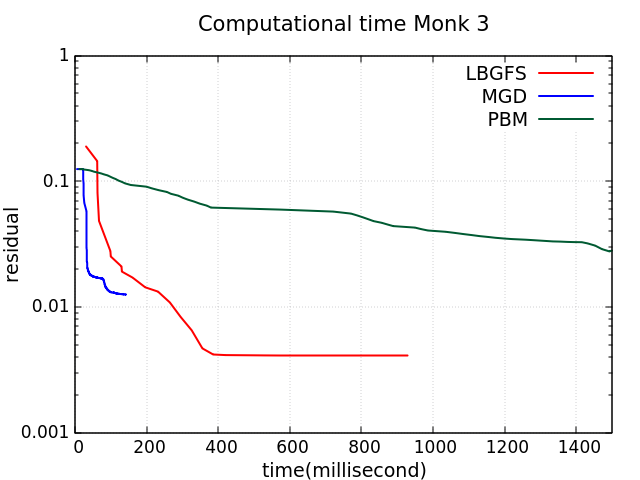 Computational time Monk 3
1
LBGFS
MGD
PBM
0.1
residual
0.01
0.001
0 200 400 600 800 1000 1200 1400
time(millisecond)